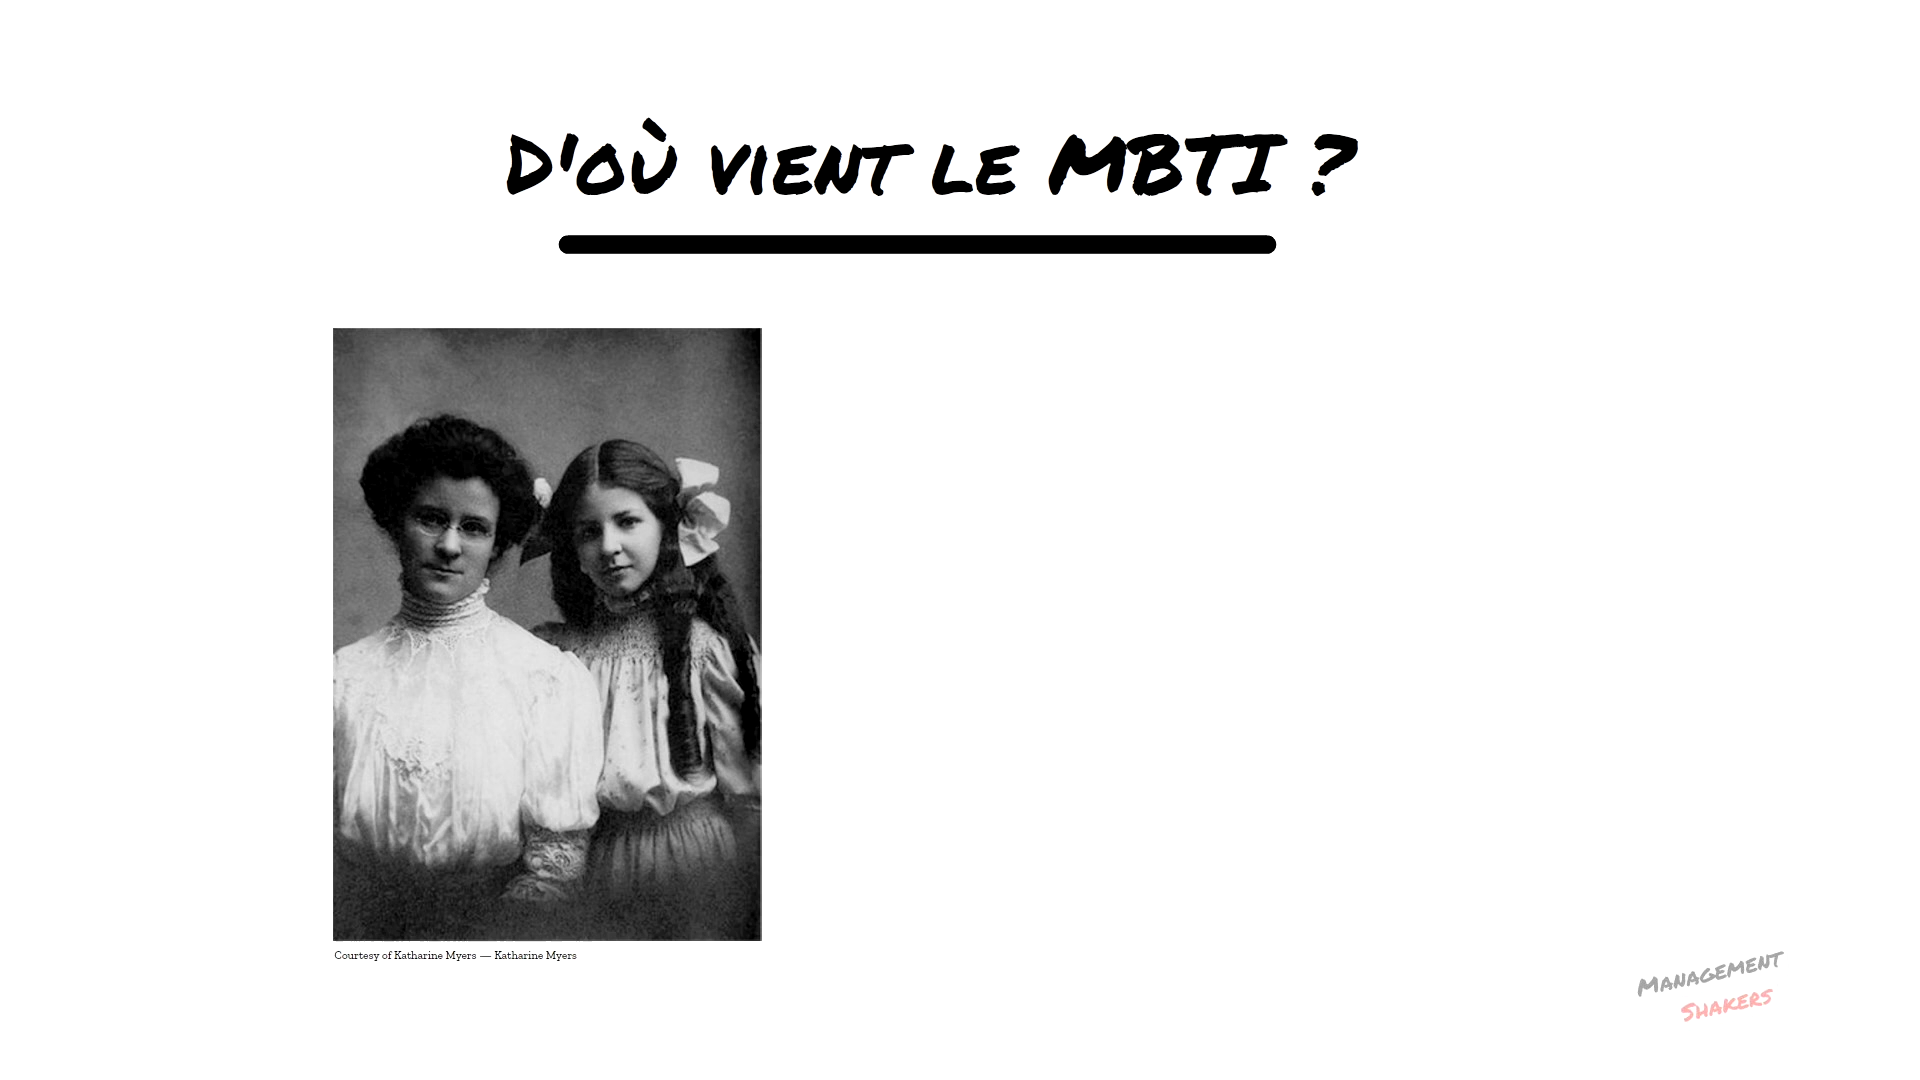 D'où vient le MBTI ?
Courtesy of Katharine Myers — Katharine Myers
Management
Shakers